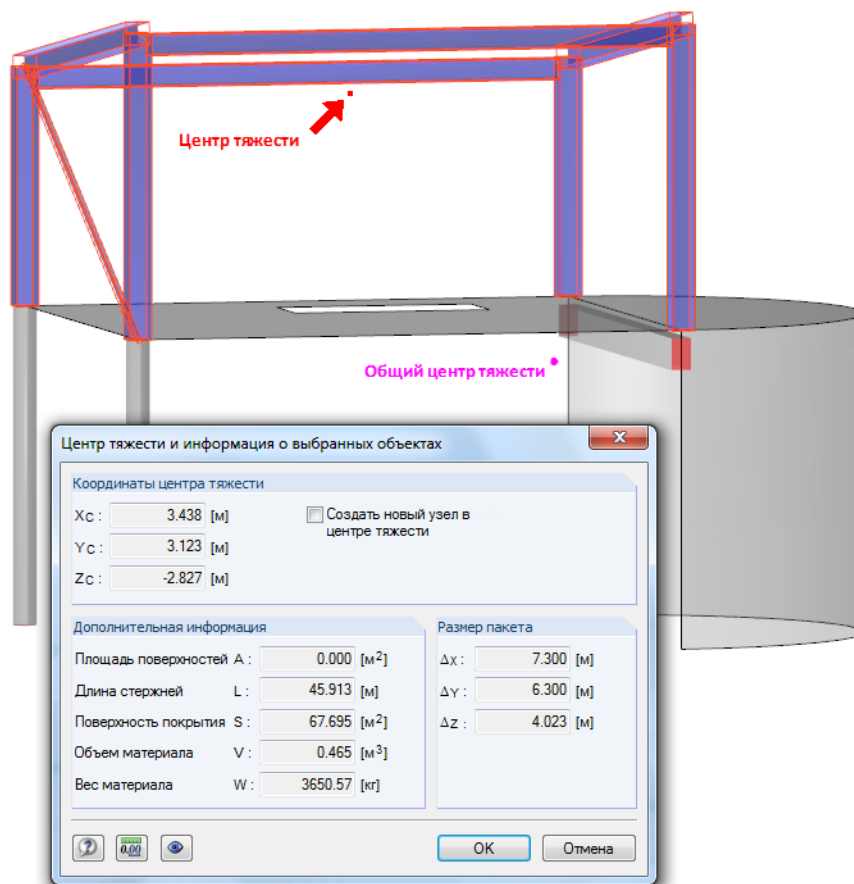 Центр тяжести
Общий центр тяжести
Центр тяжести и информация о выбранных объектах
Координаты центра тяжести
XC : 3.438 [м]
Создать новый узел в
центре тяжести
YC : 3.123 [м]
ZC : -2.827 [м]
Дополнительная информация
Площадь поверхностей A : 0.000 [м2]
Длина стержней L : 45.913 [м]
Поверхность покрытия S : 67.695 [м2]
Объем материала V : 0.465 [м3]
Вес материала W : 3650.57 [кг]
Размер пакета
ΔX : 7.300 [м]
ΔY : 6.300 [м]
ΔZ : 4.023 [м]
0.00
OK
Отмена